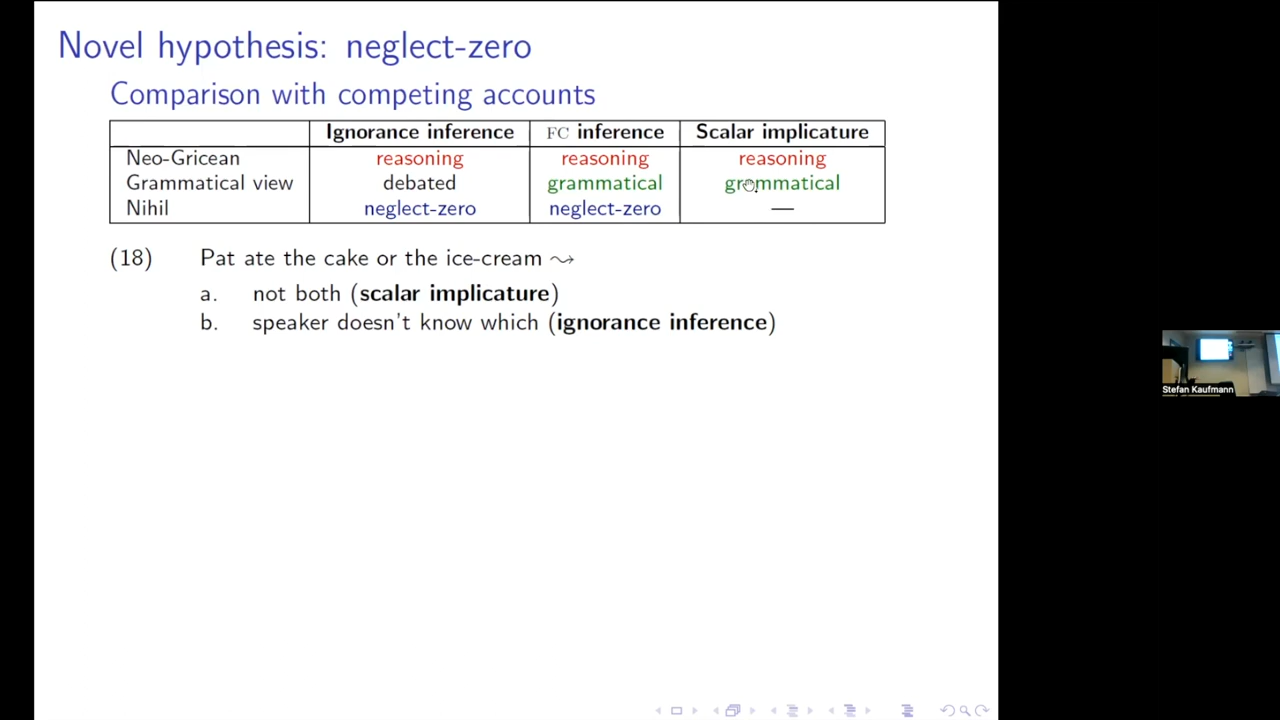 Novel hypothesis: neglect-zero
Comparison with competing accounts
Ignorance inference FC inference Scalar implicature
Neo-Gricean reasoning reasoning reasoning
Grammatical view debated grammatical grammatical
Nihil neglect-zero neglect-zero —
(18) Pat ate the cake or the ice-cream ⤳
a. not both (scalar implicature)
b. speaker doesn't know which (ignorance inference)
Stefan Kaufmann